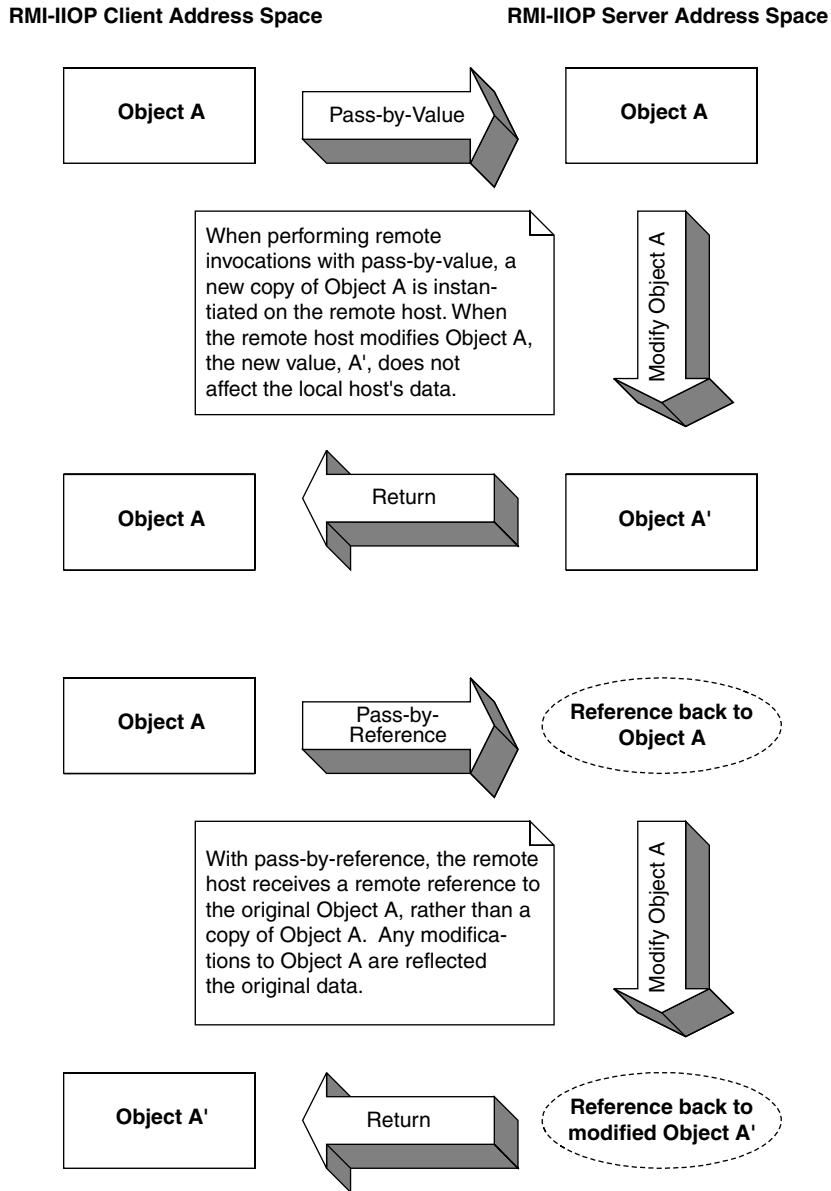 RMI-IIOP Client Address Space
RMI-IIOP Server Address Space
Object A
Pass-by-Value
Object A
When performing remote
invocations with pass-by-value, a
new copy of Object A is instan-
tiated on the remote host. When
the remote host modifies Object A,
the new value, A', does not
affect the local host's data.
Modify Object A
Object A
Return
Object A'
Object A
Pass-by-
Reference
Reference back to
Object A
With pass-by-reference, the remote
host receives a remote reference to
the original Object A, rather than a
copy of Object A.  Any modifica-
tions to Object A are reflected
the original data.
Modify Object A
Object A'
Return
Reference back to
modified Object A'